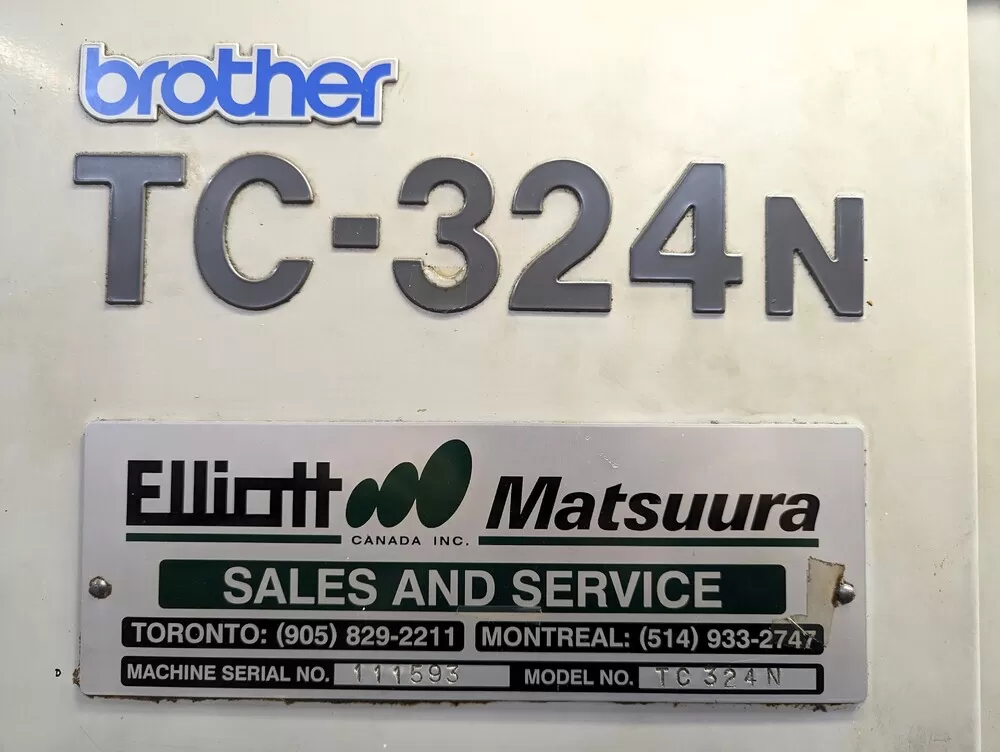 brother
TC-324N
Elliott Matsuura
CANADA INC.
SALES AND SERVICE
TORONTO: (905) 829-2211 MONTREAL: (514) 933-2747
MACHINE SERIAL NO. 111593 MODEL NO. TC324N